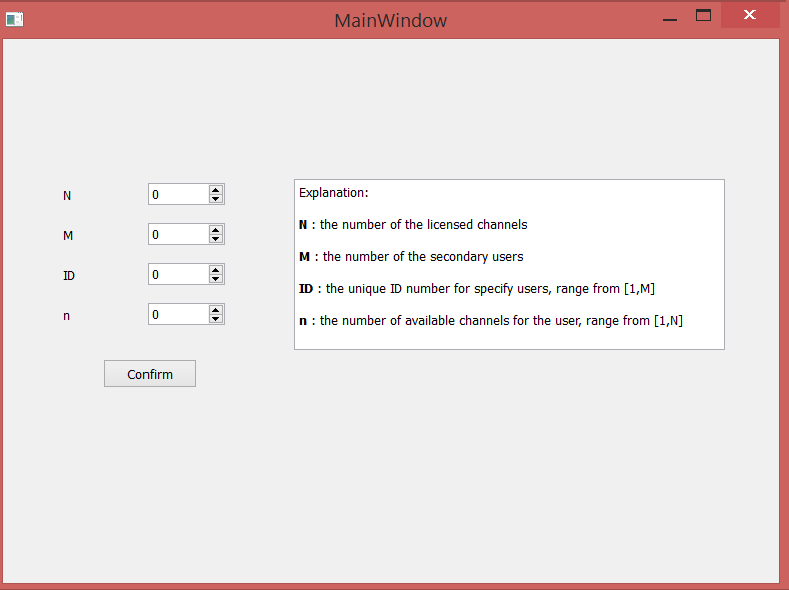 MainWindow
N 0
M 0
ID 0
n 0
Confirm
Explanation:
N : the number of the licensed channels
M : the number of the secondary users
ID : the unique ID number for specify users, range from [1,M]
n : the number of available channels for the user, range from [1,N]